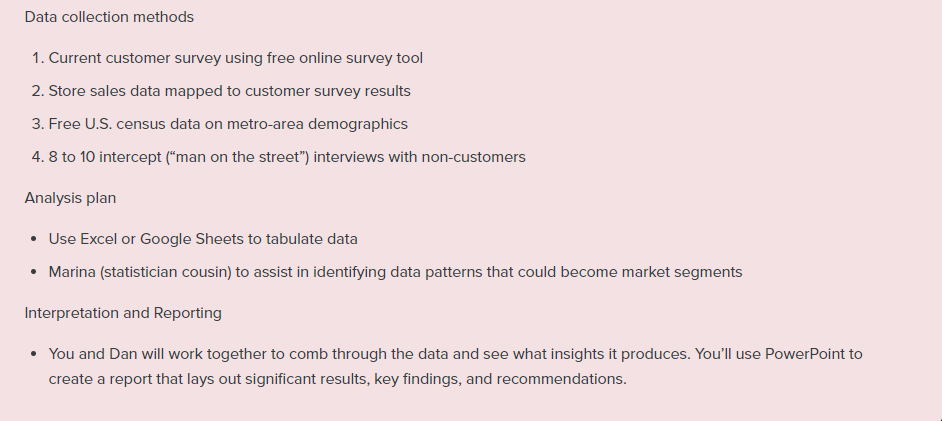 Data collection methods
1. Current customer survey using free online survey tool
2. Store sales data mapped to customer survey results
3. Free U.S. census data on metro-area demographics
4. 8 to 10 intercept (“man on the street”) interviews with non-customers
Analysis plan
• Use Excel or Google Sheets to tabulate data
• Marina (statistician cousin) to assist in identifying data patterns that could become market segments
Interpretation and Reporting
• You and Dan will work together to comb through the data and see what insights it produces. You’ll use PowerPoint to
create a report that lays out significant results, key findings, and recommendations.